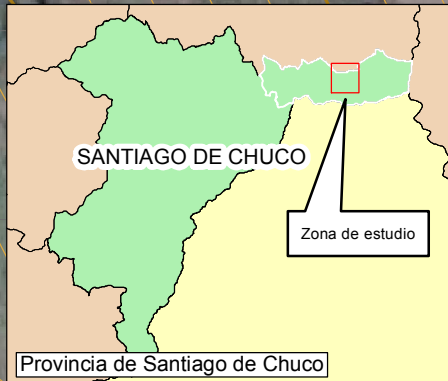 SANTIAGO DE CHUCO
Zona de estudio
Provincia de Santiago de Chuco